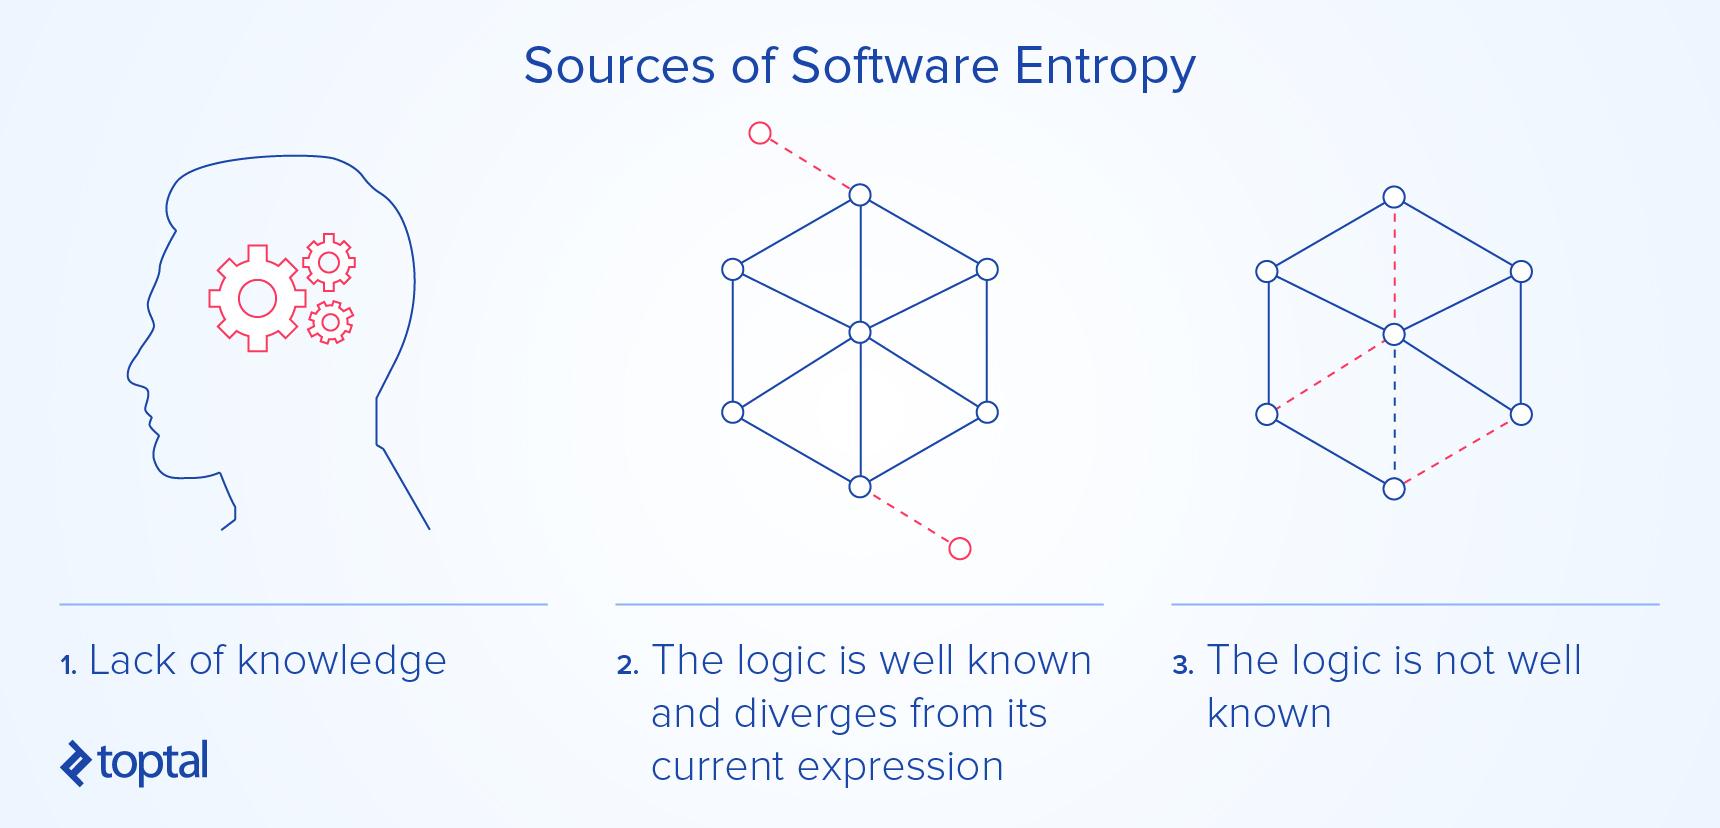 Sources of Software Entropy
1. Lack of knowledge
2. The logic is well known
and diverges from its
current expression
3. The logic is not well
known
toptal